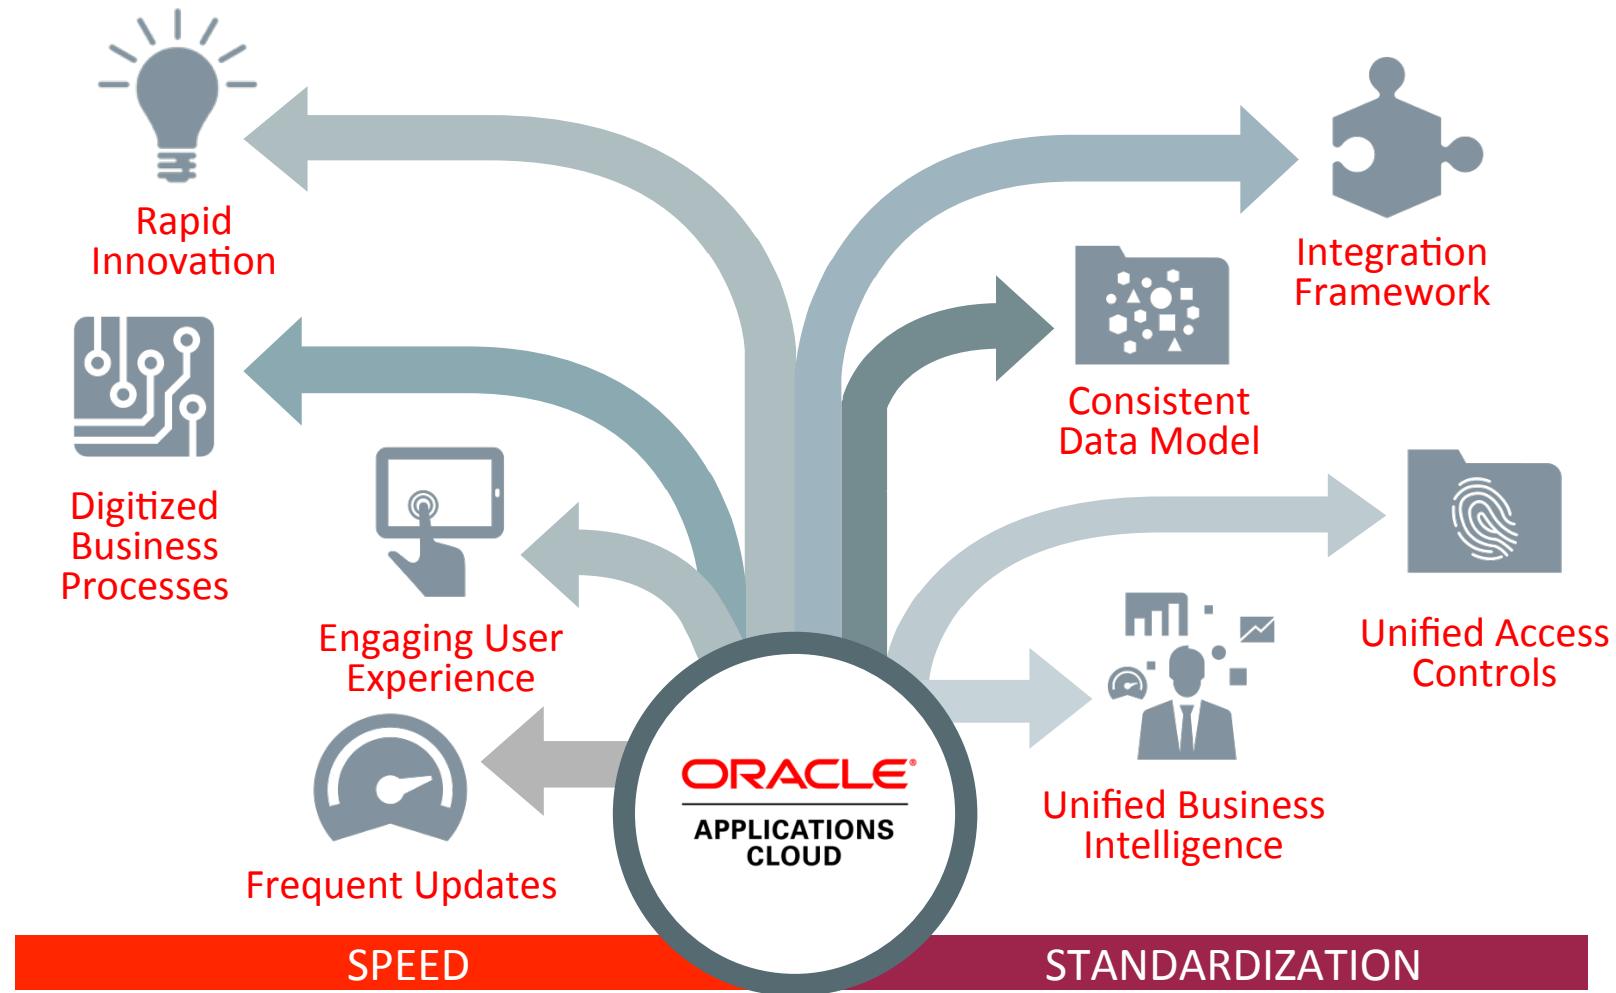 Rapid
Innovation
Digitized
Business
Processes
Engaging User
Experience
Frequent Updates
Integration
Framework
Consistent
Data Model
Unified Access
Controls
Unified Business
Intelligence
ORACLE®
APPLICATIONS
CLOUD
SPEED
STANDARDIZATION